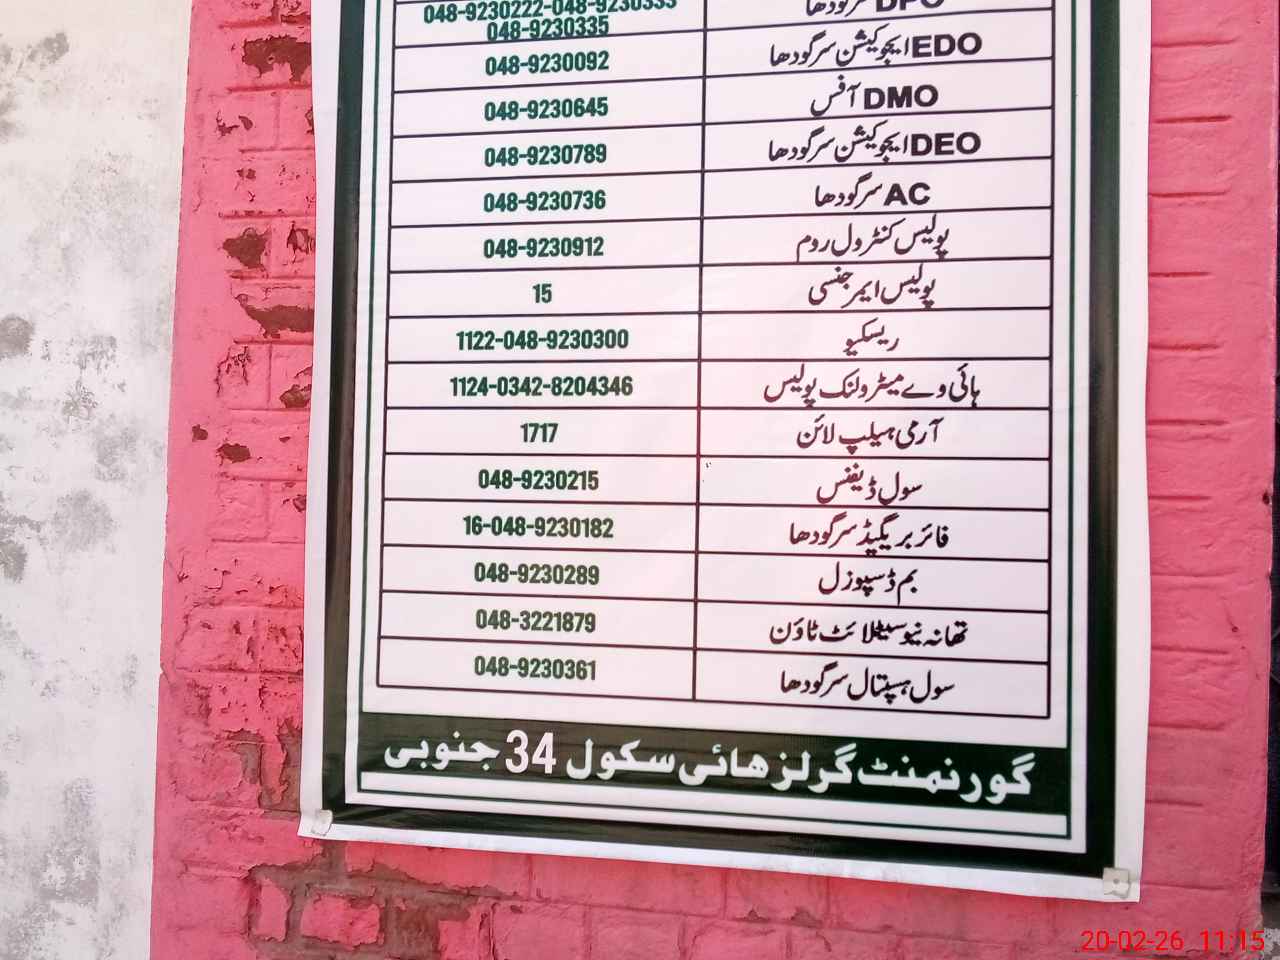 DPO سرگودھا 048-9230222-048-9230333
048-9230335
EDO ایجوکیشن سرگودھا 048-9230092
DMO آفس 048-9230645
DEO ایجوکیشن سرگودھا 048-9230789
AC سرگودھا 048-9230736
پولیس کنٹرول روم 048-9230912
پولیس ایمرجنسی 15
ریسکیو 1122-048-9230300
ہائی وے میٹرولنک پولیس 1124-0342-8204346
آرمی ہیلپ لائن 1717
سول ڈیفنس 048-9230215
فائر بریگیڈ سرگودھا 16-048-9230182
بم ڈسپوزل 048-9230289
تھانہ نیو سیٹلائٹ ٹاؤن 048-3221879
سول ہسپتال سرگودھا 048-9230361
گورنمنٹ گرلز ھائی سکول 34 جنوبی
20-02-26 11:15